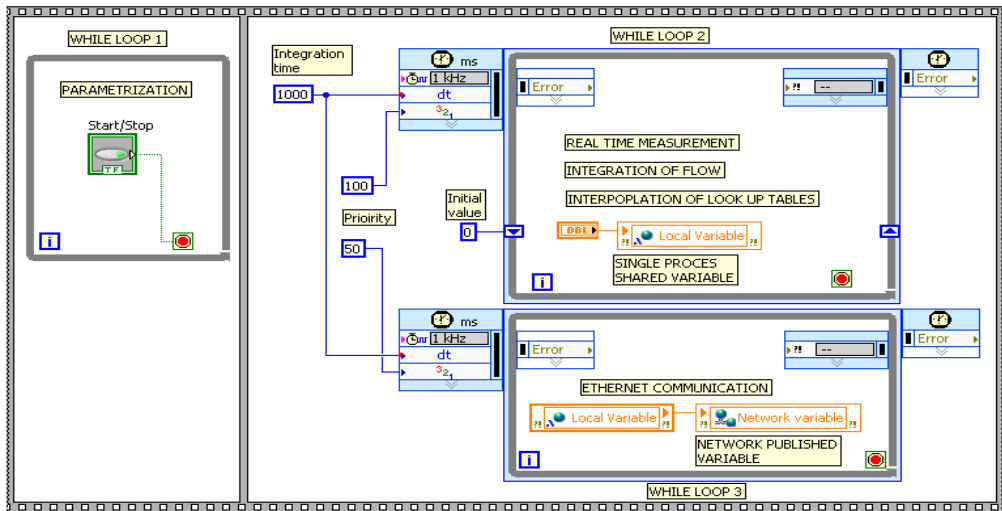 WHILE LOOP 1
PARAMETRIZATION
Start/Stop
TF
i
WHILE LOOP 2
Integration
time
1000
ms
1 kHz
dt
321
100
Prioirity
50
Initial
value
0
Error
?! --
Error
REAL TIME MEASUREMENT
INTEGRATION OF FLOW
INTERPOPLATION OF LOOK UP TABLES
DBL
?! Local Variable ?!
SINGLE PROCES
SHARED VARIABLE
i
ms
1 kHz
dt
321
Error
?! --
Error
ETHERNET COMMUNICATION
?! Local Variable ?!
?! Network variable ?!
NETWORK PUBLISHED
VARIABLE
i
WHILE LOOP 3